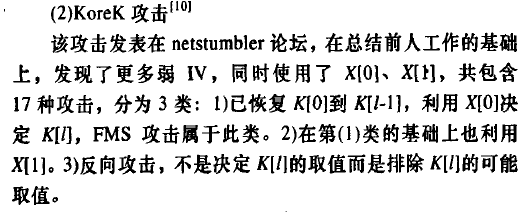 (2)KoreK 攻击[10]
该攻击发表在 netstumbler 论坛，在总结前人工作的基础
上，发现了更多弱 IV，同时使用了 X[0]、X[1]，共包含
17 种攻击，分为 3 类：1)已恢复 K[0]到 K[l-1]，利用 X[0]决
定 K[l]，FMS 攻击属于此类。2)在第(1)类的基础上也利用
X[1]。3)反向攻击，不是决定 K[l]的取值而是排除 K[l]的可能
取值。